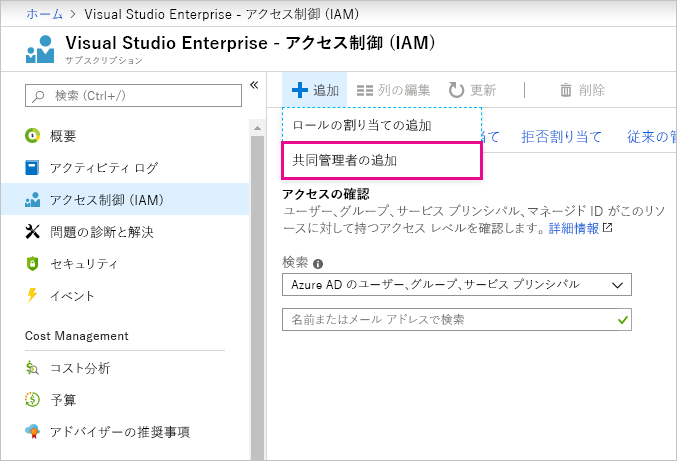 ホーム > Visual Studio Enterprise - アクセス制御 (IAM)
Visual Studio Enterprise - アクセス制御 (IAM)
サブスクリプション
検索 (Ctrl+/)
概要
アクティビティ ログ
アクセス制御 (IAM)
問題の診断と解決
セキュリティ
イベント
Cost Management
コスト分析
予算
アドバイザーの推奨事項
追加 列の編集 更新 削除
ロールの割り当ての追加
共同管理者の追加
拒否割り当て 従来の管
アクセスの確認
ユーザー、グループ、サービス プリンシパル、マネージド ID がこのリソ
ースに対して持つアクセス レベルを確認します。 詳細情報
検索
Azure AD のユーザー、グループ、サービス プリンシパル
名前またはメール アドレスで検索